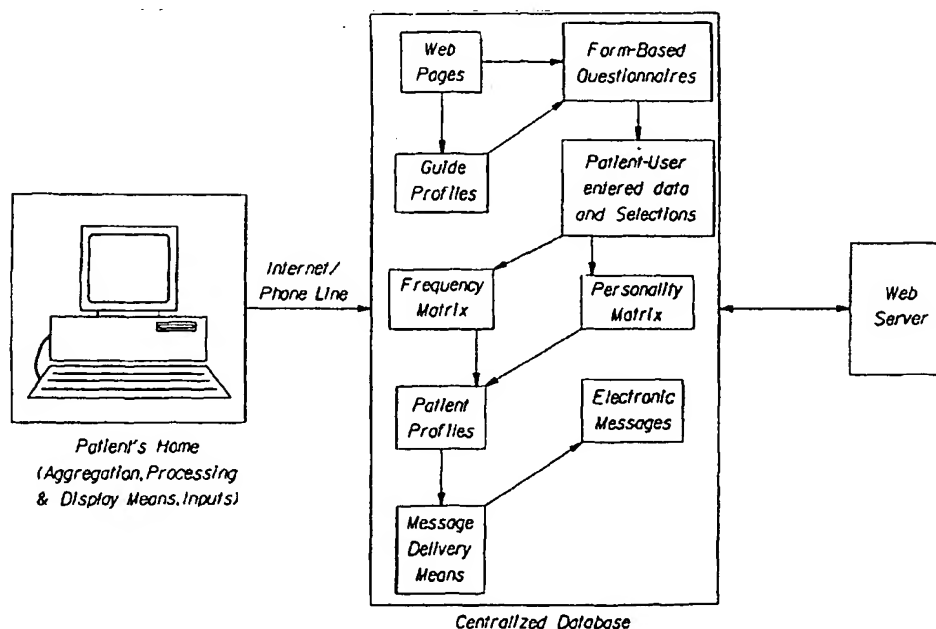 Web
Pages
Form-Based
Questionnaires
Guide
Profiles
Patient-User
entered data
and Selections
Internet/
Phone Line
Frequency
Matrix
Personality
Matrix
Web
Server
Patient
Profiles
Electronic
Messages
Patient's Home
(Aggregation, Processing
& Display Means, Inputs)
Message
Delivery
Means
Centralized Database